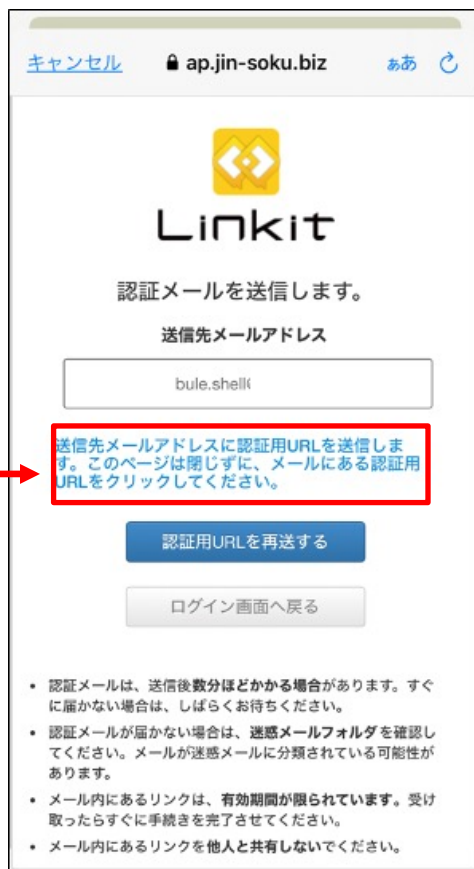 キャンセル ap.jin-soku.biz ぁあ
Linkit
認証メールを送信します。
送信先メールアドレス
bule.shell
送信先メールアドレスに認証用URLを送信しま
す。このページは閉じずに、メールにある認証用
URLをクリックしてください。
認証用URLを再送する
ログイン画面へ戻る
• 認証メールは、送信後数分ほどかかる場合があります。すぐ
に届かない場合は、しばらくお待ちください。
• 認証メールが届かない場合は、迷惑メールフォルダを確認し
てください。メールが迷惑メールに分類されている可能性が
あります。
• メール内にあるリンクは、有効期間が限られています。受け
取ったらすぐに手続きを完了させてください。
• メール内にあるリンクを他人と共有しないでください。